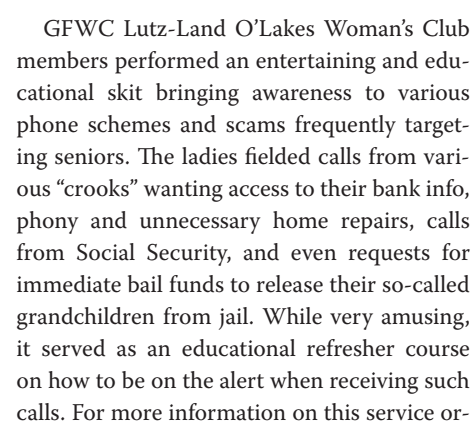 GFWC Lutz-Land O’Lakes Woman’s Club
members performed an entertaining and edu-
cational skit bringing awareness to various
phone schemes and scams frequently target-
ing seniors. The ladies fielded calls from vari-
ous “crooks” wanting access to their bank info,
phony and unnecessary home repairs, calls
from Social Security, and even requests for
immediate bail funds to release their so-called
grandchildren from jail. While very amusing,
it served as an educational refresher course
on how to be on the alert when receiving such
calls. For more information on this service or-